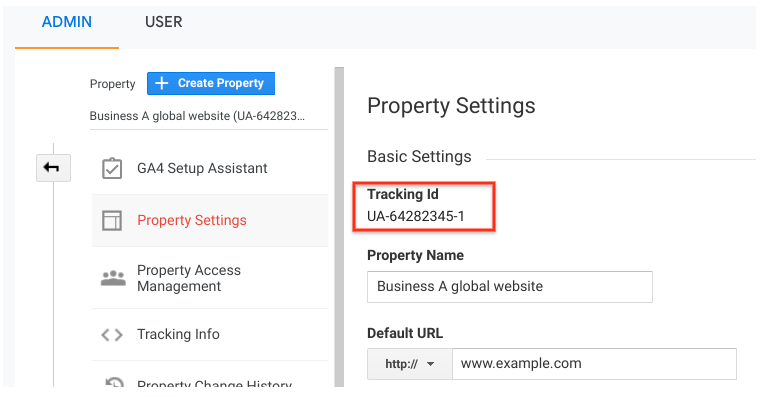 ADMIN USER
Property + Create Property
Business A global website (UA-642823...
GA4 Setup Assistant
Property Settings
Property Access
Management
Tracking Info
Property Change History
Property Settings
Basic Settings
Tracking Id
UA-64282345-1
Property Name
Business A global website
Default URL
http:// www.example.com